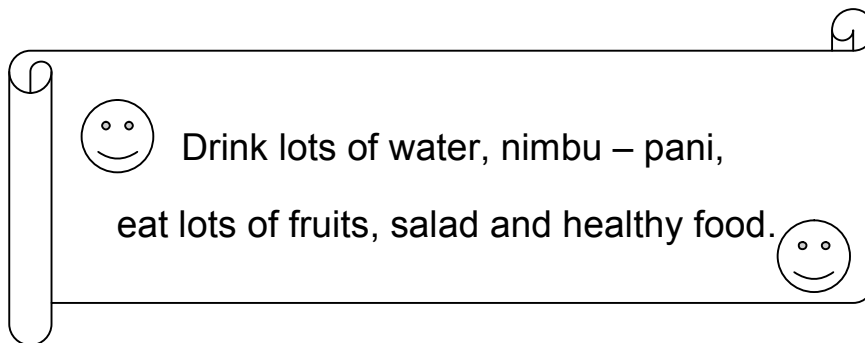 Drink lots of water, nimbu – pani,
eat lots of fruits, salad and healthy food.